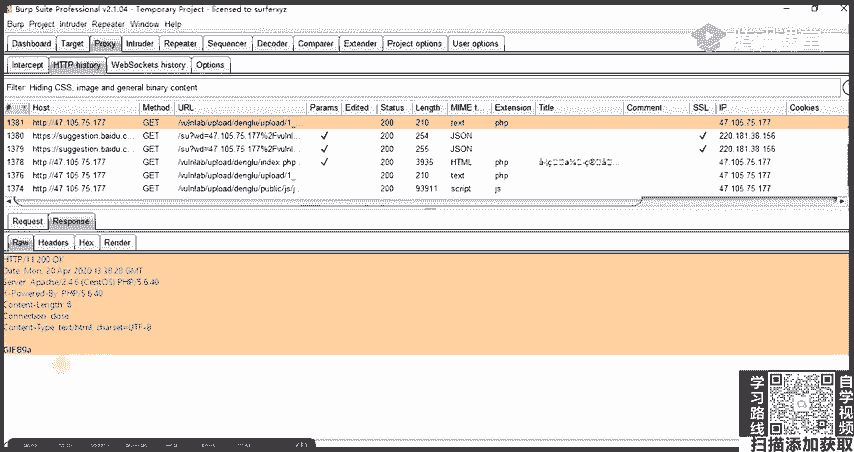 Burp Suite Professional v2.1.04 - Temporary Project - licensed to surferxyz
Burp Project Intruder Repeater Window Help
Dashboard Target Proxy Intruder Repeater Sequencer Decoder Comparer Extender Project options User options
腾讯课堂
Intercept HTTP history WebSockets history Options
Filter: Hiding CSS, image and general binary content
# Host Method URL Params Edited Status Length MIME t... Extension Title Comment SSL IP Cookies
1381 http://47.105.75.177 GET /vulnlab/upload/denglu/upload/1_... 200 210 text php 47.105.75.177
1380 https://suggestion.baidu.c... GET /su?wd=47.105.75.177%2Fvulnl... ✓ 200 254 JSON ✓ 220.181.38.156
1379 https://suggestion.baidu.c... GET /su?wd=47.105.75.177%2Fvulnl... ✓ 200 255 JSON ✓ 220.181.38.156
1378 http://47.105.75.177 GET /vulnlab/upload/denglu/index.php... ✓ 200 3935 HTML php 47.105.75.177
1376 http://47.105.75.177 GET /vulnlab/upload/denglu/upload/1_... 200 210 text php 47.105.75.177
1374 http://47.105.75.177 GET /vulnlab/upload/denglu/public/js/j... 200 93911 script js 47.105.75.177
Request Response
Raw Headers Hex Render
HTTP/1.1 200 OK
Date: Mon, 20 Apr 2020 13:38:28 GMT
Server: Apache/2.4.6 (CentOS) PHP/5.6.40
X-Powered-By: PHP/5.6.40
Content-Length: 6
Connection: close
Content-Type: text/html; charset=UTF-8
GIF89a
学习路线
自学视频
扫描添加获取